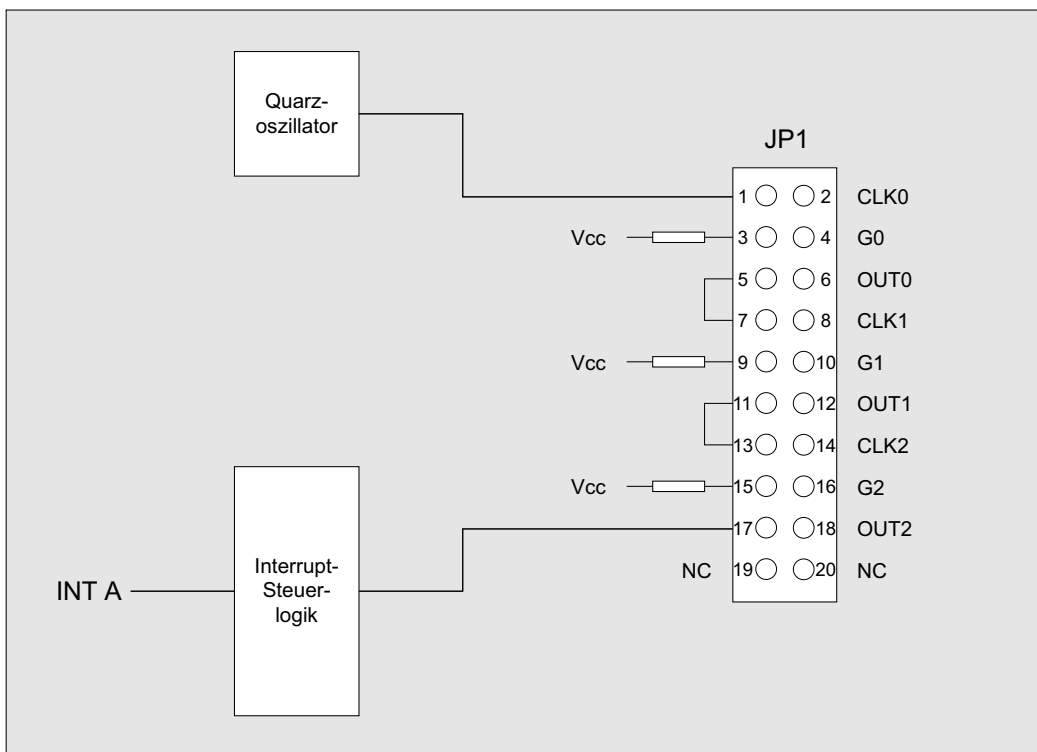 Quarz-
oszillator
JP1
1 2 CLK0
Vcc 3 4 G0
5 6 OUT0
7 8 CLK1
Vcc 9 10 G1
11 12 OUT1
13 14 CLK2
Vcc 15 16 G2
17 18 OUT2
NC 19 20 NC
Interrupt-
Steuer-
logik
INT A